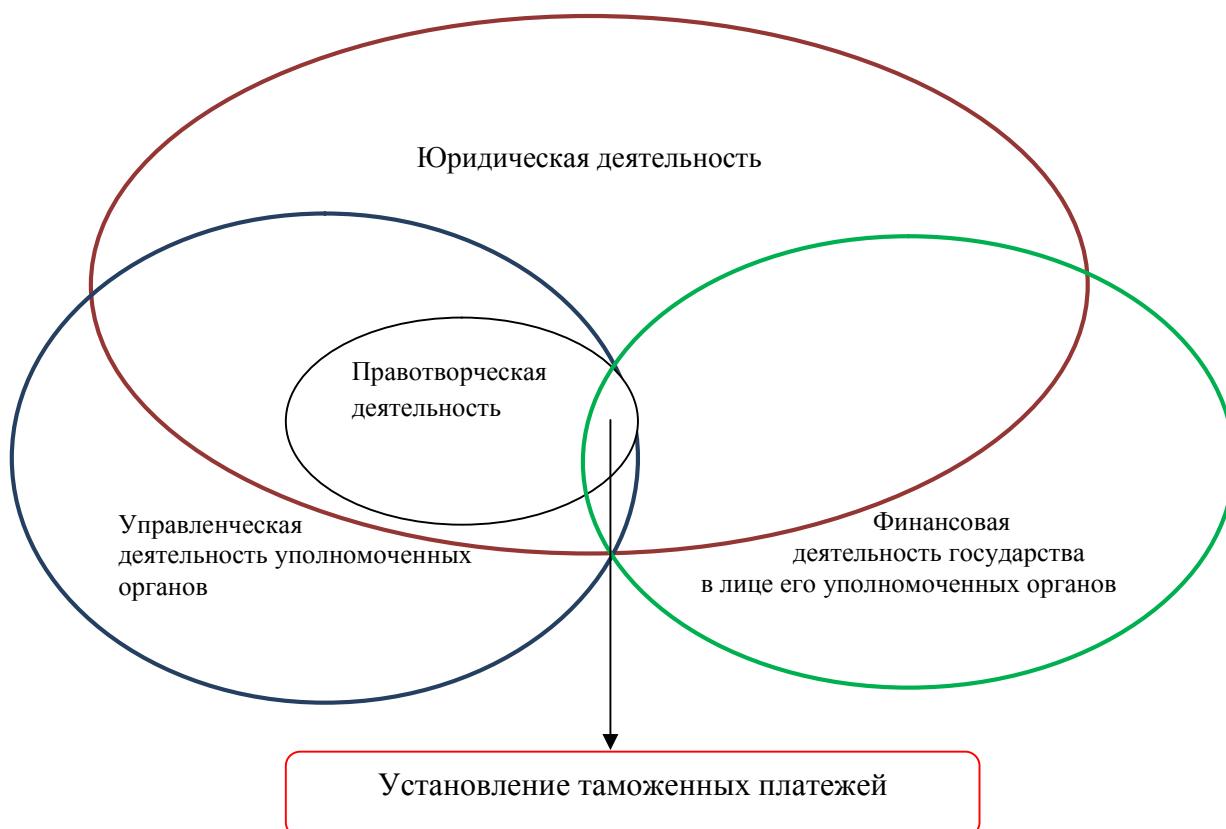 Юридическая деятельность
Правотворческая
деятельность
Управленческая
деятельность уполномоченных
органов
Финансовая
деятельность государства
в лице его уполномоченных органов
Установление таможенных платежей